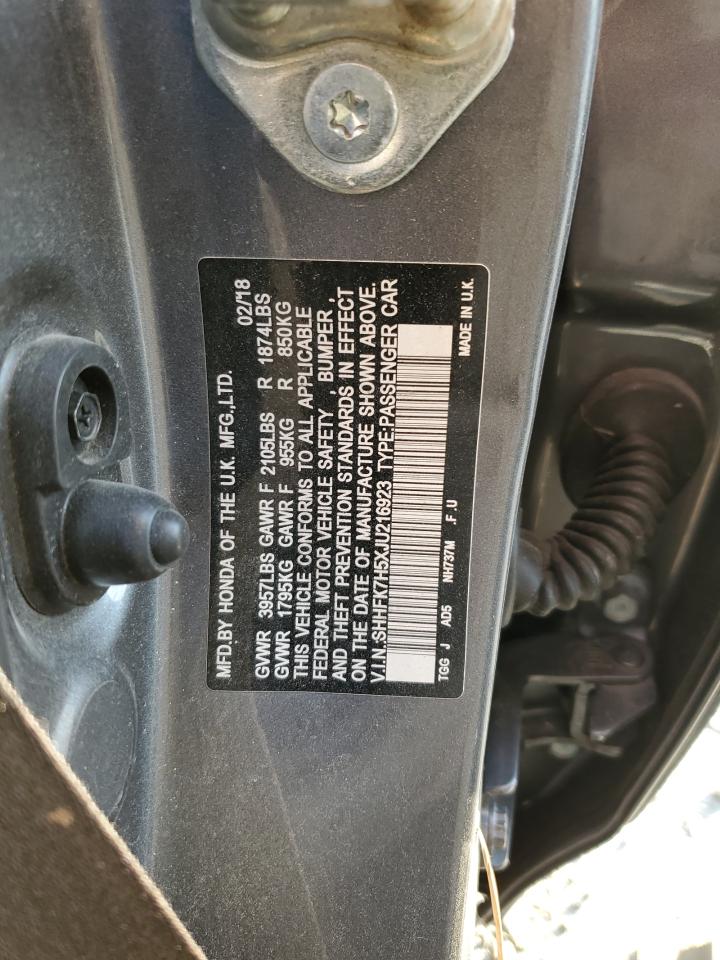 MFD.BY HONDA OF THE U.K. MFG.,LTD.
02/18
GVWR 3957LBS GAWR F 2105LBS R 1874LBS
GVWR 1795KG GAWR F 955KG R 850KG
THIS VEHICLE CONFORMS TO ALL APPLICABLE
FEDERAL MOTOR VEHICLE SAFETY , BUMPER ,
AND THEFT PREVENTION STANDARDS IN EFFECT
ON THE DATE OF MANUFACTURE SHOWN ABOVE.
V.I.N.:SHHFK7H5XJU216923 TYPE:PASSENGER CAR
TGG J AD5 NH737M .F .U MADE IN U.K.